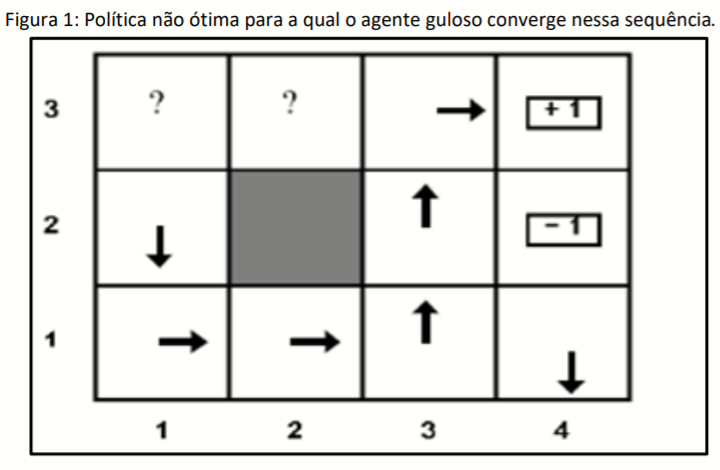 Figura 1: Política não ótima para a qual o agente guloso converge nessa sequência.
3 ? ? + 1
2 - 1
1
1 2 3 4